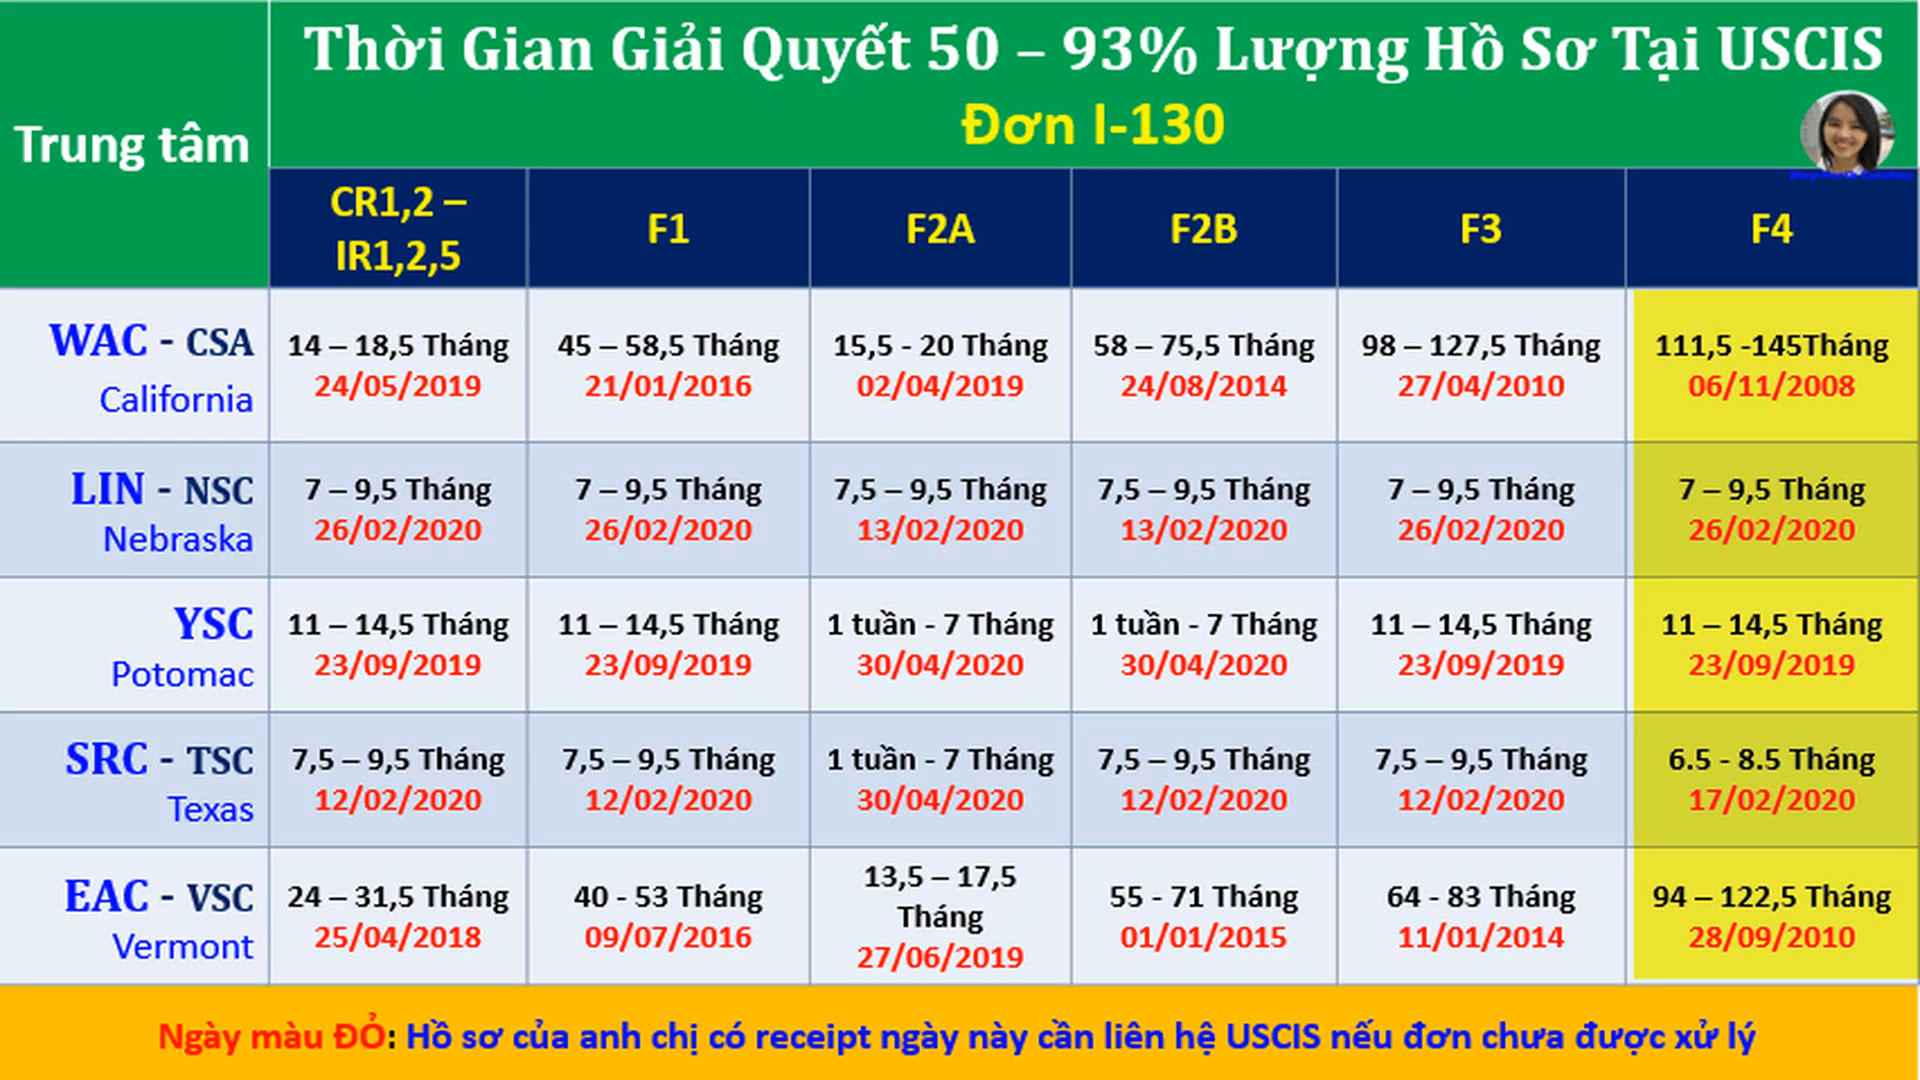 Thời Gian Giải Quyết 50 – 93% Lượng Hồ Sơ Tại USCIS
Đơn I-130
Trung tâm
CR1,2 –
IR1,2,5
F1
F2A
F2B
F3
F4
WAC - CSA
California
14 – 18,5 Tháng
24/05/2019
45 – 58,5 Tháng
21/01/2016
15,5 - 20 Tháng
02/04/2019
58 – 75,5 Tháng
24/08/2014
98 – 127,5 Tháng
27/04/2010
111,5 -145Tháng
06/11/2008
LIN - NSC
Nebraska
7 – 9,5 Tháng
26/02/2020
7 – 9,5 Tháng
26/02/2020
7,5 – 9,5 Tháng
13/02/2020
7,5 – 9,5 Tháng
13/02/2020
7 – 9,5 Tháng
26/02/2020
7 – 9,5 Tháng
26/02/2020
YSC
Potomac
11 – 14,5 Tháng
23/09/2019
11 – 14,5 Tháng
23/09/2019
1 tuần - 7 Tháng
30/04/2020
1 tuần - 7 Tháng
30/04/2020
11 – 14,5 Tháng
23/09/2019
11 – 14,5 Tháng
23/09/2019
SRC - TSC
Texas
7,5 – 9,5 Tháng
12/02/2020
7,5 – 9,5 Tháng
12/02/2020
1 tuần - 7 Tháng
30/04/2020
7,5 – 9,5 Tháng
12/02/2020
7,5 – 9,5 Tháng
12/02/2020
6.5 - 8.5 Tháng
17/02/2020
EAC - VSC
Vermont
24 – 31,5 Tháng
25/04/2018
40 - 53 Tháng
09/07/2016
13,5 – 17,5
Tháng
27/06/2019
55 - 71 Tháng
01/01/2015
64 - 83 Tháng
11/01/2014
94 – 122,5 Tháng
28/09/2010
Ngày màu ĐỎ: Hồ sơ của anh chị có receipt ngày này cần liên hệ USCIS nếu đơn chưa được xử lý